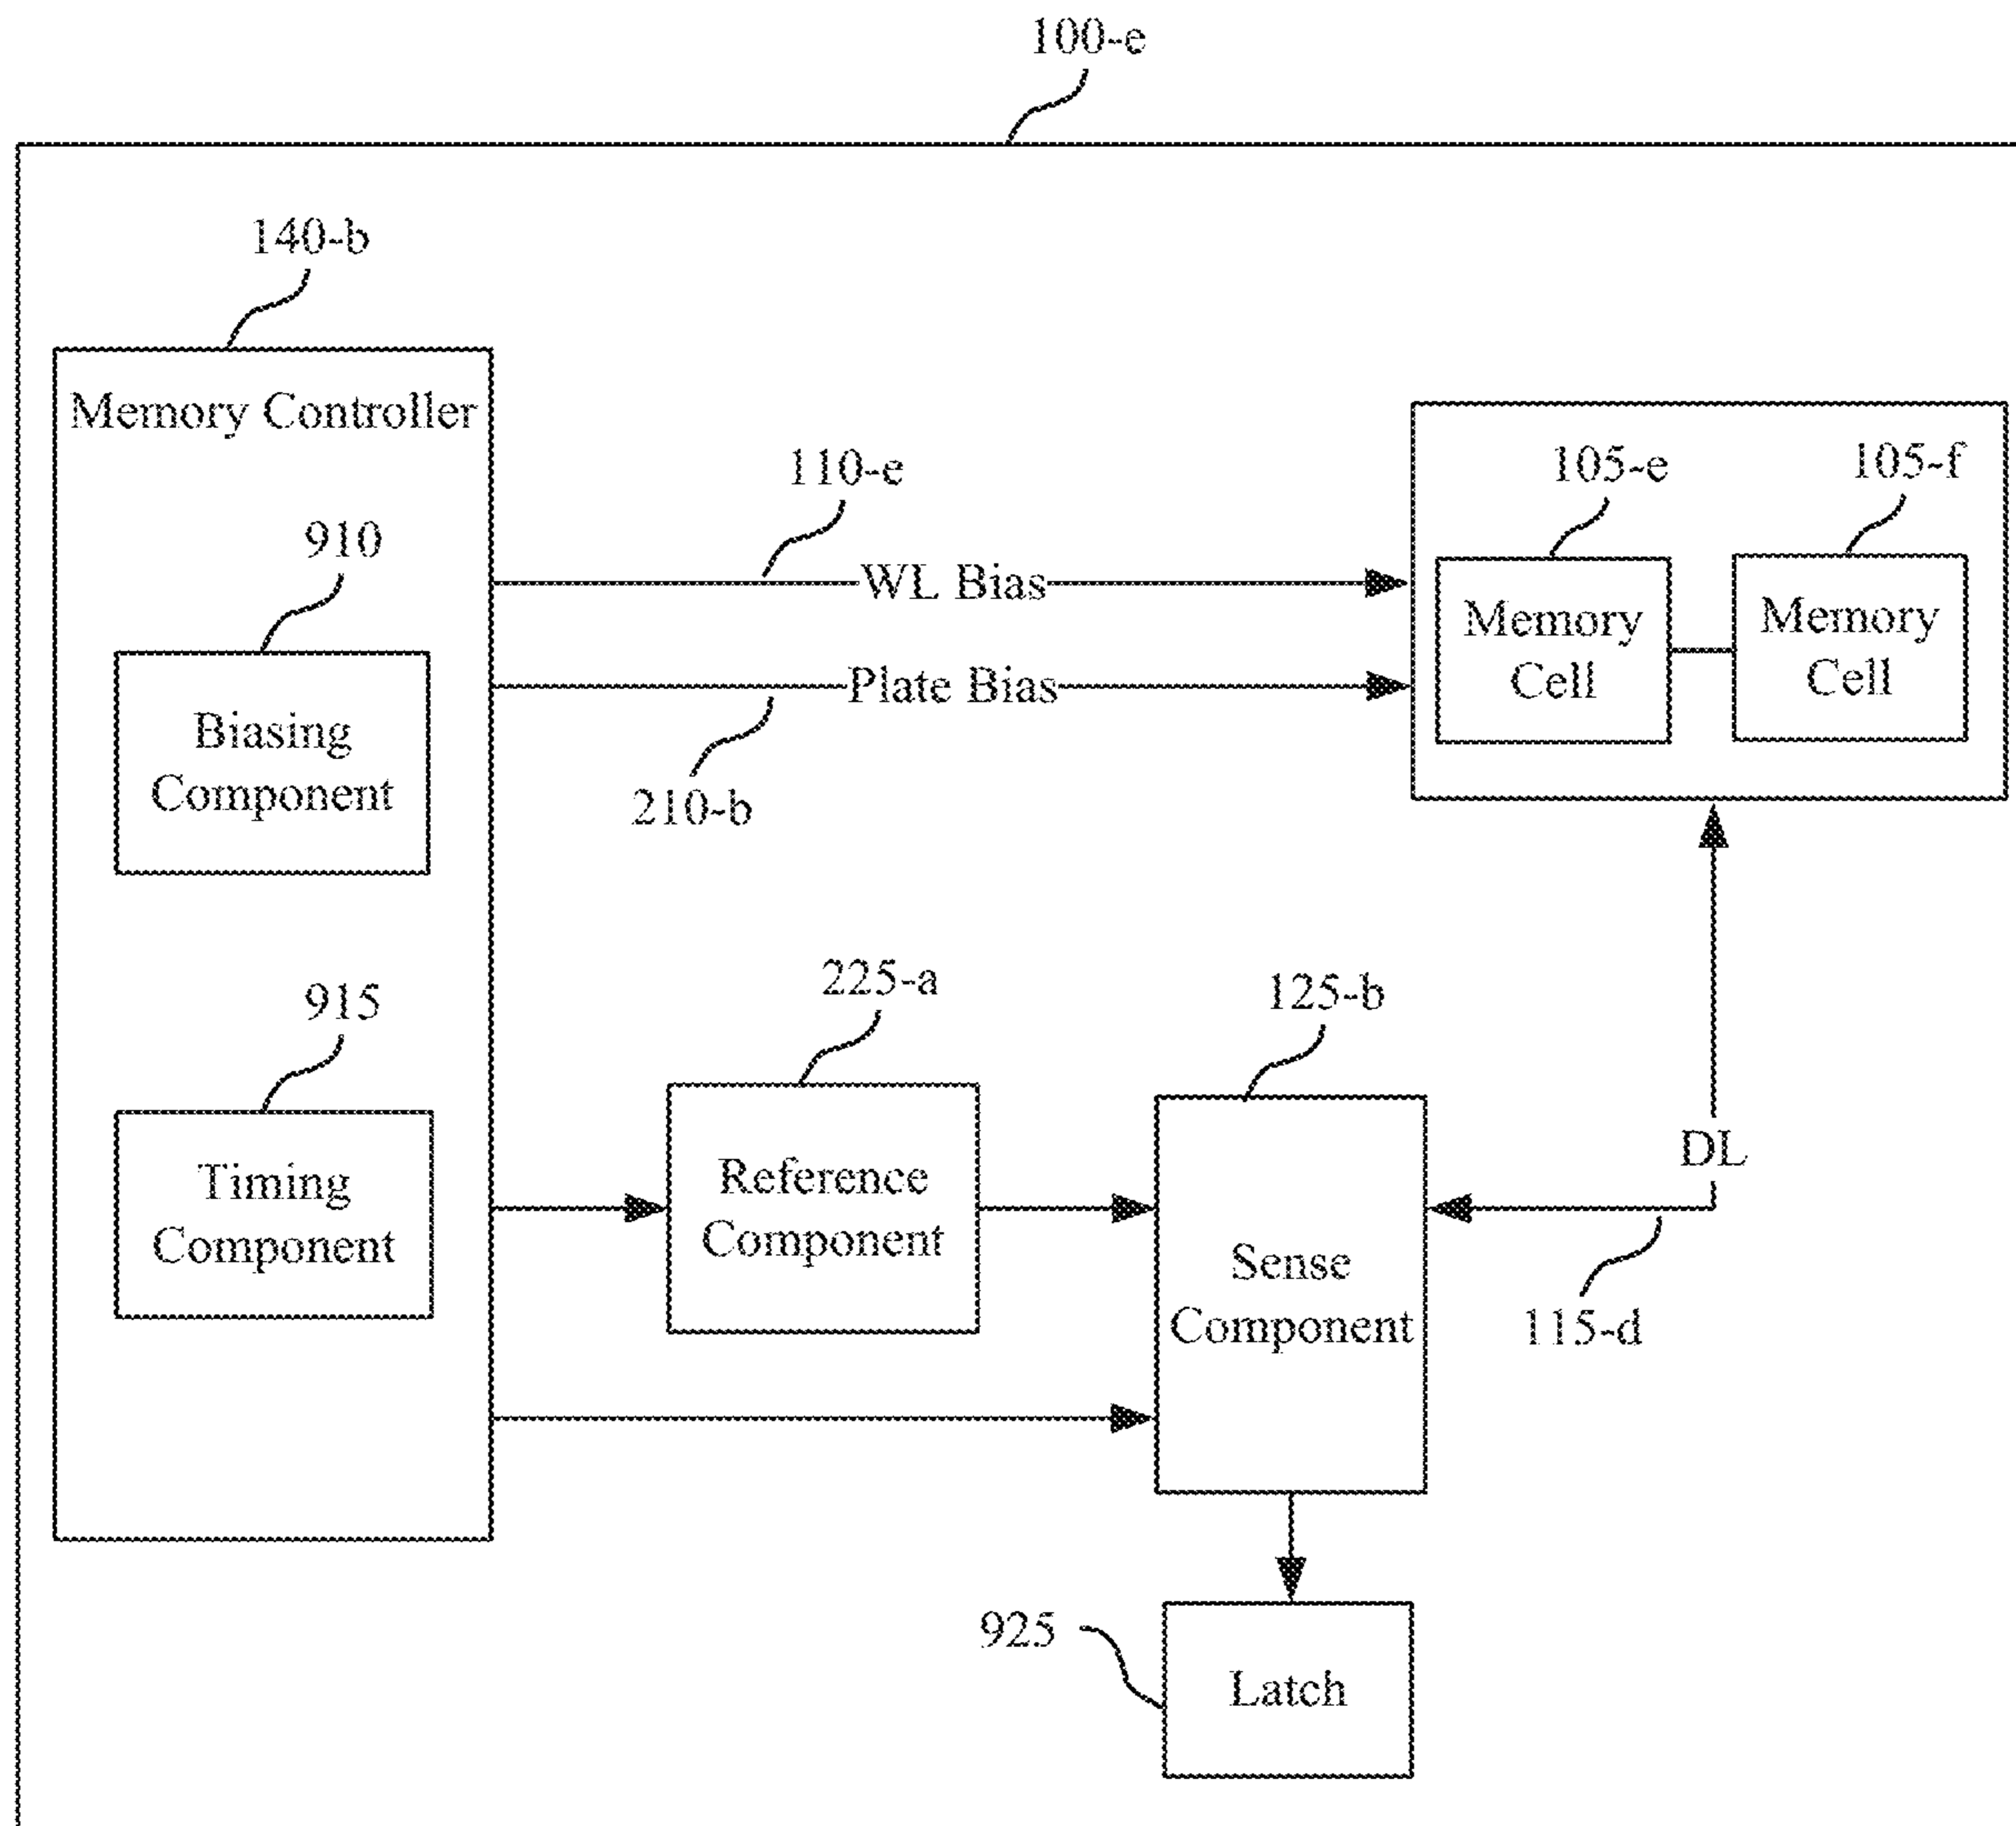 100-e
140-b
Memory Controller
110-e
105-e
105-f
910
WL Bias
Memory
Cell
Memory
Cell
Plate Bias
Biasing
Component
210-b
225-a
125-b
915
DL
Timing
Component
Reference
Component
Sense
Component
115-d
925
Latch